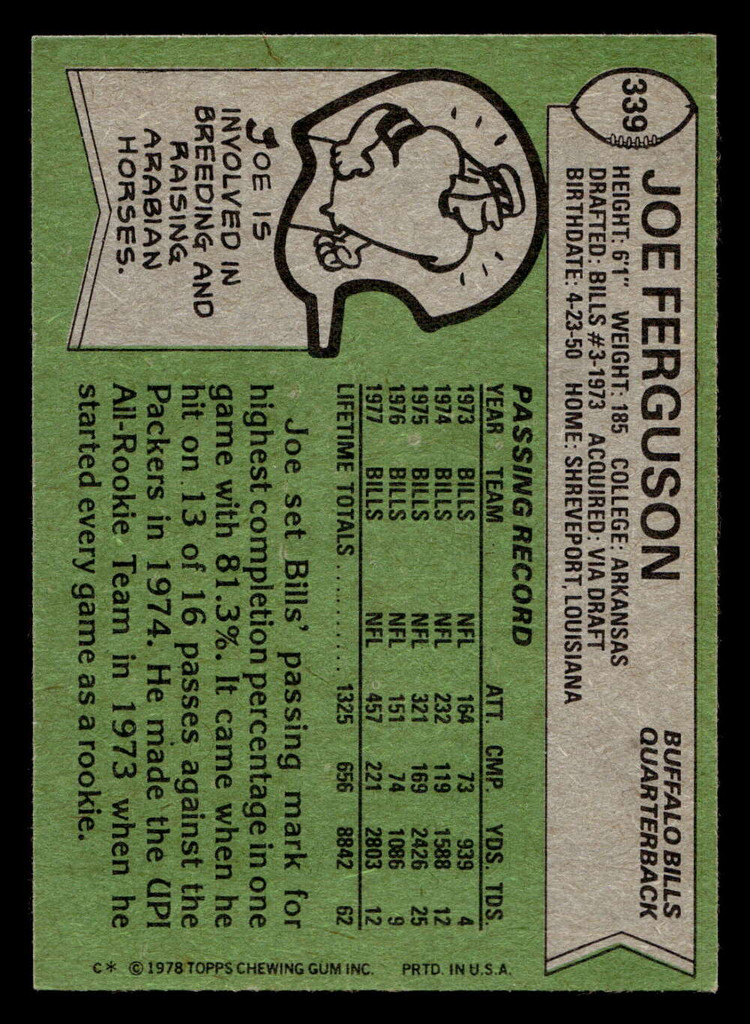 339
JOE FERGUSON
BUFFALO BILLS
QUARTERBACK
HEIGHT: 6'1" WEIGHT: 185 COLLEGE: ARKANSAS
DRAFTED: BILLS #3-1973 ACQUIRED: VIA DRAFT
BIRTHDATE: 4-23-50 HOME: SHREVEPORT, LOUISIANA
JOE IS
INVOLVED IN
BREEDING AND
RAISING
ARABIAN
HORSES.
PASSING RECORD
YEAR TEAM ATT. CMP. YDS. TDS.
1973 BILLS NFL 164 73 939 4
1974 BILLS NFL 232 119 1588 12
1975 BILLS NFL 321 169 2426 25
1976 BILLS NFL 151 74 1086 9
1977 BILLS NFL 457 221 2803 12
LIFETIME TOTALS .......... 1325 656 8842 62
Joe set Bills' passing mark for
highest completion percentage in one
game with 81.3%. It came when he
hit on 13 of 16 passes against the
Packers in 1974. He made the UPI
All-Rookie Team in 1973 when he
started every game as a rookie.
C* © 1978 TOPPS CHEWING GUM INC. PRTD. IN U.S.A.